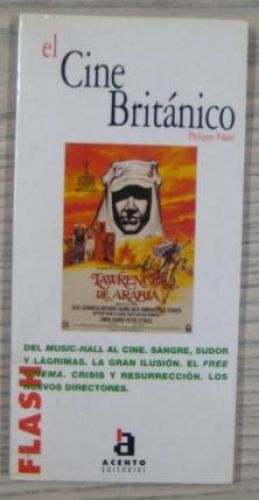 el
Cine
Británico
Philippe Pilard
LAWRENCE
DE ARABIA
DEL MUSIC-HALL AL CINE. SANGRE, SUDOR
Y LÁGRIMAS. LA GRAN ILUSIÓN. EL FREE
CINEMA. CRISIS Y RESURRECCIÓN. LOS
NUEVOS DIRECTORES.
FLASH
ACENTO
EDITORIAL